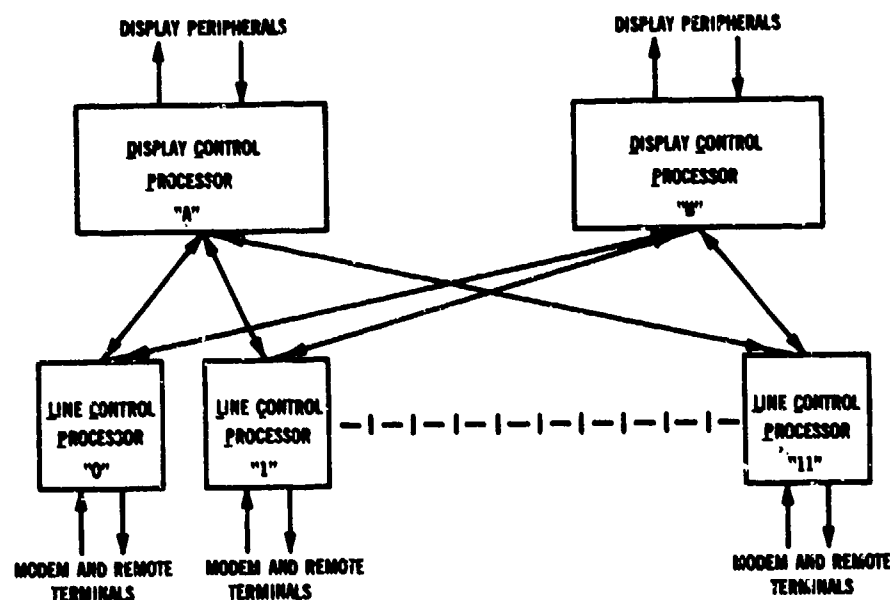 DISPLAY PERIPHERALS
DISPLAY PERIPHERALS
DISPLAY CONTROL
PROCESSOR
"A"
DISPLAY CONTROL
PROCESSOR
LINE CONTROL
PROCESSOR
"0"
LINE CONTROL
PROCESSOR
"1"
LINE CONTROL
PROCESSOR
"11"
MODEM AND REMOTE
TERMINALS
MODEM AND REMOTE
TERMINALS
MODEM AND REMOTE
TERMINALS